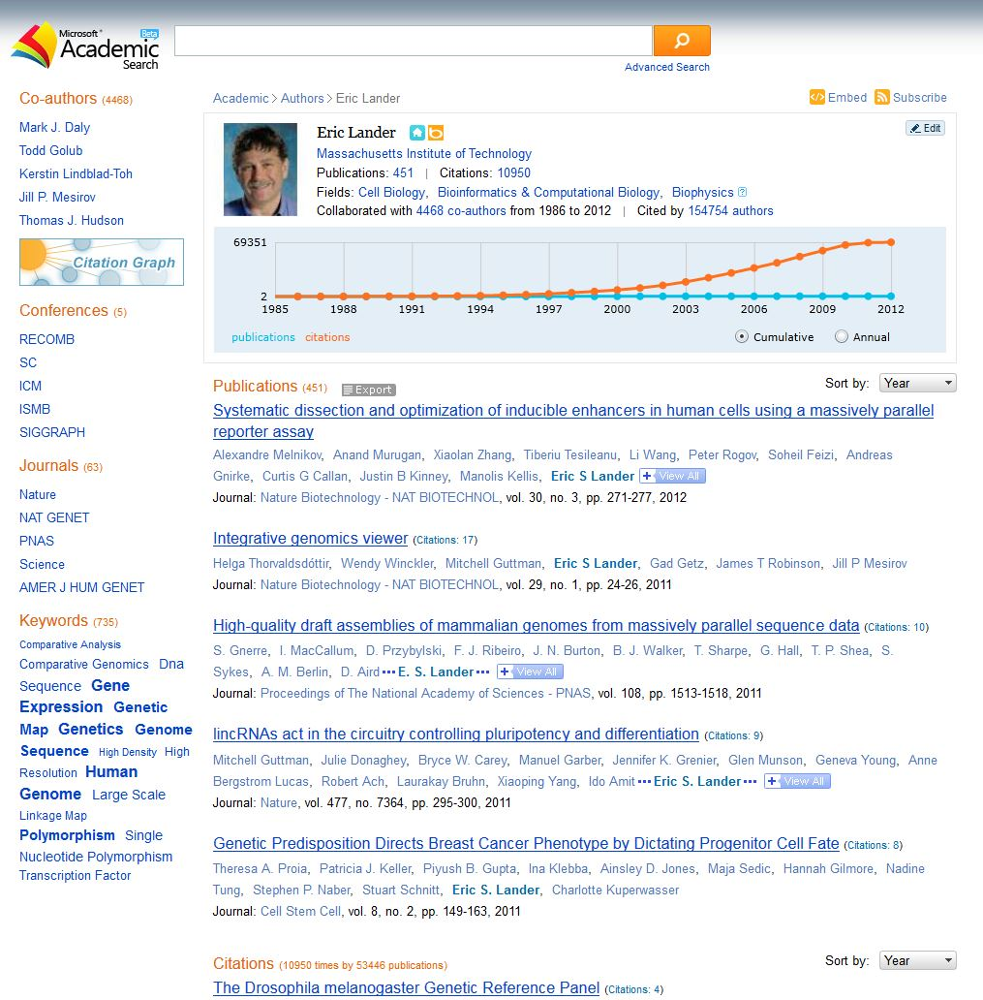 Microsoft® Academic Search Beta
Advanced Search
Co-authors (4468)
Mark J. Daly
Todd Golub
Kerstin Lindblad-Toh
Jill P. Mesirov
Thomas J. Hudson
Citation Graph
Conferences (5)
RECOMB
SC
ICM
ISMB
SIGGRAPH
Journals (63)
Nature
NAT GENET
PNAS
Science
AMER J HUM GENET
Keywords (735)
Comparative Analysis
Comparative Genomics Dna
Sequence Gene
Expression Genetic
Map Genetics Genome
Sequence High Density High
Resolution Human
Genome Large Scale
Linkage Map
Polymorphism Single
Nucleotide Polymorphism
Transcription Factor
Academic > Authors > Eric Lander
Embed Subscribe
Eric Lander
Edit
Massachusetts Institute of Technology
Publications: 451 | Citations: 10950
Fields: Cell Biology, Bioinformatics & Computational Biology, Biophysics ?
Collaborated with 4468 co-authors from 1986 to 2012 | Cited by 154754 authors
69351
2
1985 1988 1991 1994 1997 2000 2003 2006 2009 2012
publications citations Cumulative Annual
Publications (451) Export Sort by: Year
Systematic dissection and optimization of inducible enhancers in human cells using a massively parallel
reporter assay
Alexandre Melnikov, Anand Murugan, Xiaolan Zhang, Tiberiu Tesileanu, Li Wang, Peter Rogov, Soheil Feizi, Andreas
Gnirke, Curtis G Callan, Justin B Kinney, Manolis Kellis, Eric S Lander + View All
Journal: Nature Biotechnology - NAT BIOTECHNOL, vol. 30, no. 3, pp. 271-277, 2012
Integrative genomics viewer (Citations: 17)
Helga Thorvaldsdóttir, Wendy Winckler, Mitchell Guttman, Eric S Lander, Gad Getz, James T Robinson, Jill P Mesirov
Journal: Nature Biotechnology - NAT BIOTECHNOL, vol. 29, no. 1, pp. 24-26, 2011
High-quality draft assemblies of mammalian genomes from massively parallel sequence data (Citations: 10)
S. Gnerre, I. MacCallum, D. Przybylski, F. J. Ribeiro, J. N. Burton, B. J. Walker, T. Sharpe, G. Hall, T. P. Shea, S.
Sykes, A. M. Berlin, D. Aird ••• E. S. Lander ••• + View All
Journal: Proceedings of The National Academy of Sciences - PNAS, vol. 108, pp. 1513-1518, 2011
lincRNAs act in the circuitry controlling pluripotency and differentiation (Citations: 9)
Mitchell Guttman, Julie Donaghey, Bryce W. Carey, Manuel Garber, Jennifer K. Grenier, Glen Munson, Geneva Young, Anne
Bergstrom Lucas, Robert Ach, Laurakay Bruhn, Xiaoping Yang, Ido Amit ••• Eric S. Lander ••• + View All
Journal: Nature, vol. 477, no. 7364, pp. 295-300, 2011
Genetic Predisposition Directs Breast Cancer Phenotype by Dictating Progenitor Cell Fate (Citations: 8)
Theresa A. Proia, Patricia J. Keller, Piyush B. Gupta, Ina Klebba, Ainsley D. Jones, Maja Sedic, Hannah Gilmore, Nadine
Tung, Stephen P. Naber, Stuart Schnitt, Eric S. Lander, Charlotte Kuperwasser
Journal: Cell Stem Cell, vol. 8, no. 2, pp. 149-163, 2011
Citations (10950 times by 53446 publications) Sort by: Year
The Drosophila melanogaster Genetic Reference Panel (Citations: 4)